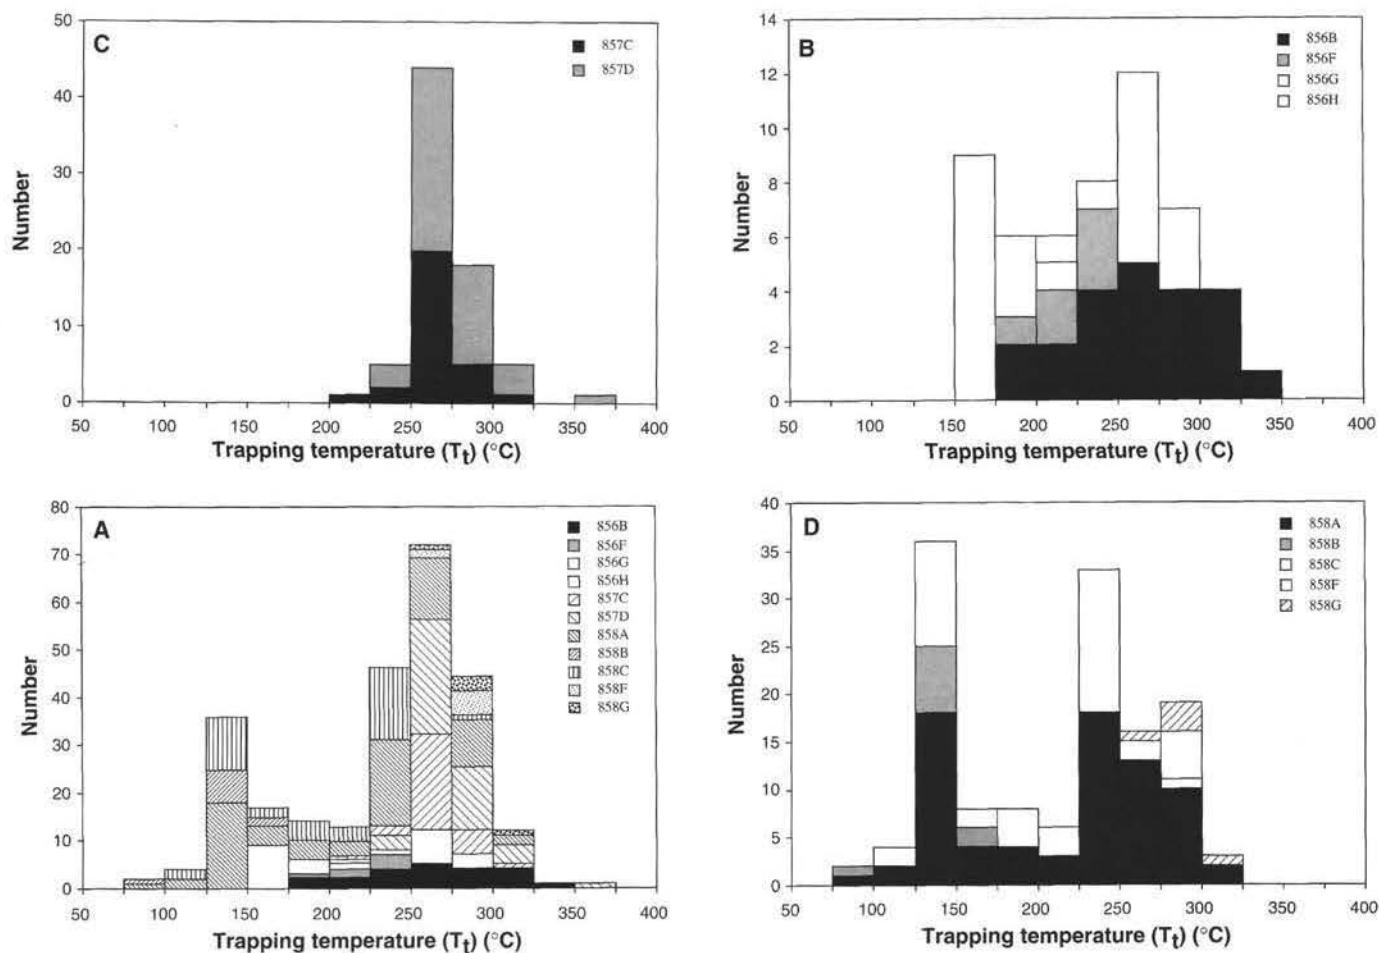 C
857C
857D
50
40
30
20
10
0
Number
50 100 150 200 250 300 350 400
Trapping temperature (Tt) (°C)
B
856B
856F
856G
856H
14
12
10
8
6
4
2
0
Number
50 100 150 200 250 300 350 400
Trapping temperature (Tt) (°C)
A
856B
856F
856G
856H
857C
857D
858A
858B
858C
858F
858G
80
70
60
50
40
30
20
10
0
Number
50 100 150 200 250 300 350 400
Trapping temperature (Tt) (°C)
D
858A
858B
858C
858F
858G
40
35
30
25
20
15
10
5
0
Number
50 100 150 200 250 300 350 400
Trapping temperature (Tt) (°C)